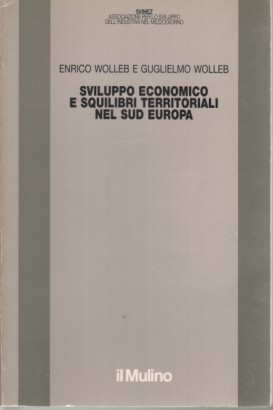 SVIMEZ
ASSOCIAZIONE PER LO SVILUPPO
DELL'INDUSTRIA NEL MEZZOGIORNO
ENRICO WOLLEB E GUGLIELMO WOLLEB
SVILUPPO ECONOMICO
E SQUILIBRI TERRITORIALI
NEL SUD EUROPA
il Mulino